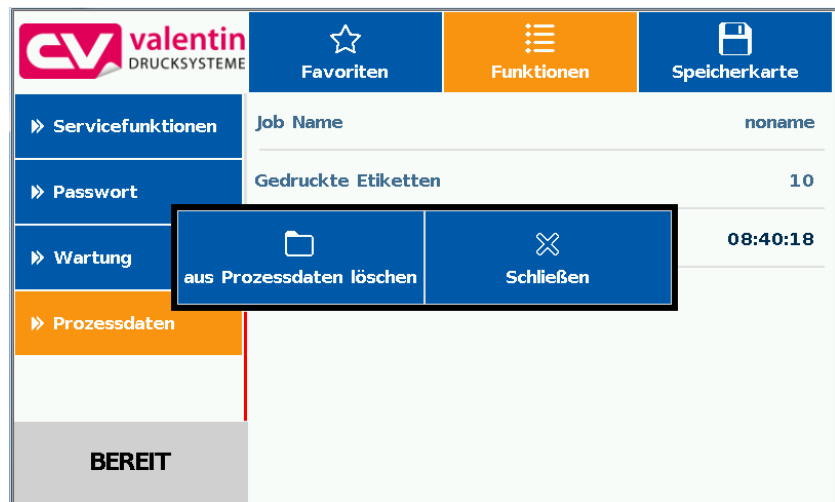 CV valentin
DRUCKSYSTEME
Favoriten
Funktionen
Speicherkarte
Servicefunktionen
Passwort
Wartung
Prozessdaten
BEREIT
Job Name noname
Gedruckte Etiketten 10
08:40:18
aus Prozessdaten löschen
Schließen